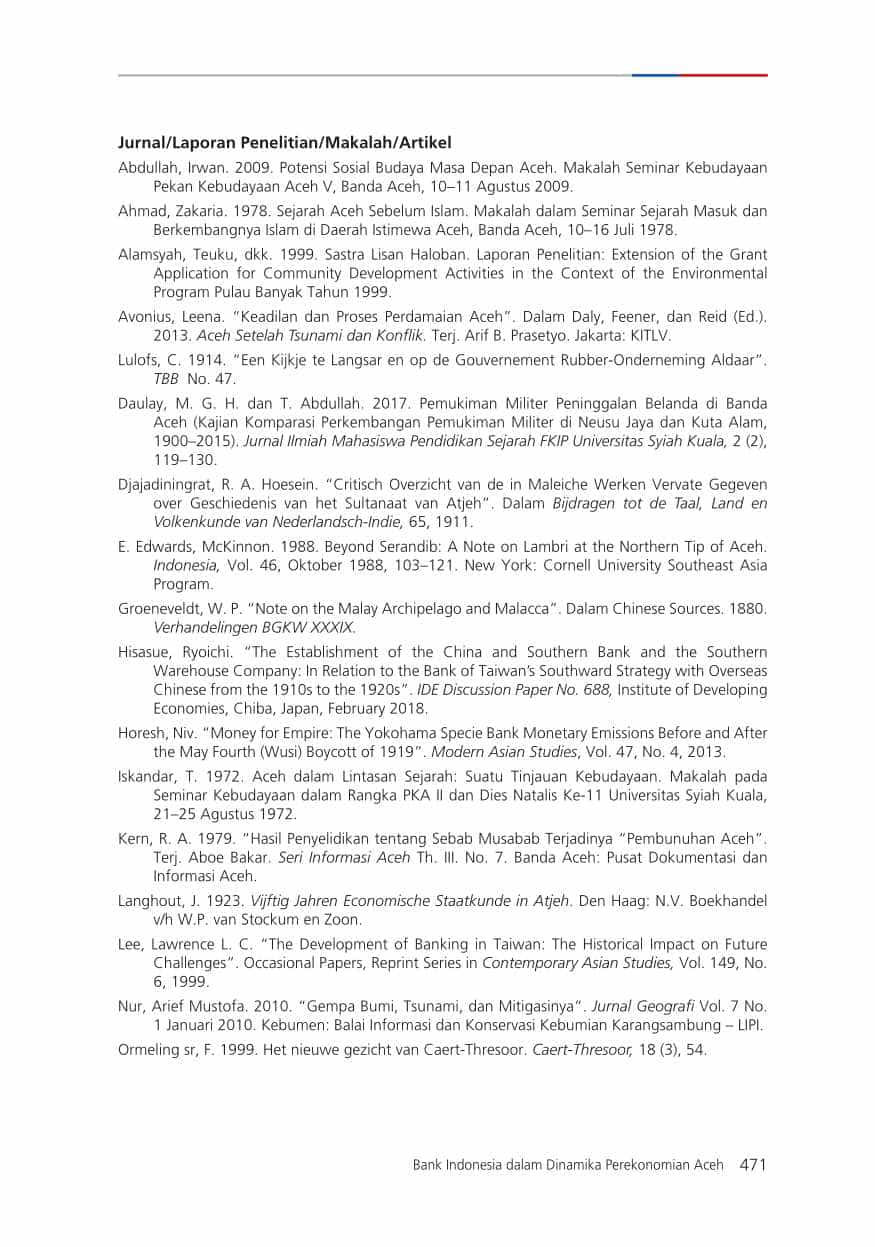 Jurnal/Laporan Penelitian/Makalah/Artikel
Abdullah, Irwan. 2009. Potensi Sosial Budaya Masa Depan Aceh. Makalah Seminar Kebudayaan
Pekan Kebudayaan Aceh V, Banda Aceh, 10–11 Agustus 2009.
Ahmad, Zakaria. 1978. Sejarah Aceh Sebelum Islam. Makalah dalam Seminar Sejarah Masuk dan
Berkembangnya Islam di Daerah Istimewa Aceh, Banda Aceh, 10–16 Juli 1978.
Alamsyah, Teuku, dkk. 1999. Sastra Lisan Haloban. Laporan Penelitian: Extension of the Grant
Application for Community Development Activities in the Context of the Environmental
Program Pulau Banyak Tahun 1999.
Avonius, Leena. “Keadilan dan Proses Perdamaian Aceh”. Dalam Daly, Feener, dan Reid (Ed.).
2013. Aceh Setelah Tsunami dan Konflik. Terj. Arif B. Prasetyo. Jakarta: KITLV.
Lulofs, C. 1914. “Een Kijkje te Langsar en op de Gouvernement Rubber-Onderneming Aldaar”.
TBB No. 47.
Daulay, M. G. H. dan T. Abdullah. 2017. Pemukiman Militer Peninggalan Belanda di Banda
Aceh (Kajian Komparasi Perkembangan Pemukiman Militer di Neusu Jaya dan Kuta Alam,
1900–2015). Jurnal Ilmiah Mahasiswa Pendidikan Sejarah FKIP Universitas Syiah Kuala, 2 (2),
119–130.
Djajadiningrat, R. A. Hoesein. “Critisch Overzicht van de in Maleiche Werken Vervate Gegeven
over Geschiedenis van het Sultanaat van Atjeh”. Dalam Bijdragen tot de Taal, Land en
Volkenkunde van Nederlandsch-Indie, 65, 1911.
E. Edwards, McKinnon. 1988. Beyond Serandib: A Note on Lambri at the Northern Tip of Aceh.
Indonesia, Vol. 46, Oktober 1988, 103–121. New York: Cornell University Southeast Asia
Program.
Groeneveldt, W. P. “Note on the Malay Archipelago and Malacca”. Dalam Chinese Sources. 1880.
Verhandelingen BGKW XXXIX.
Hisasue, Ryoichi. “The Establishment of the China and Southern Bank and the Southern
Warehouse Company: In Relation to the Bank of Taiwan’s Southward Strategy with Overseas
Chinese from the 1910s to the 1920s”. IDE Discussion Paper No. 688, Institute of Developing
Economies, Chiba, Japan, February 2018.
Horesh, Niv. “Money for Empire: The Yokohama Specie Bank Monetary Emissions Before and After
the May Fourth (Wusi) Boycott of 1919”. Modern Asian Studies, Vol. 47, No. 4, 2013.
Iskandar, T. 1972. Aceh dalam Lintasan Sejarah: Suatu Tinjauan Kebudayaan. Makalah pada
Seminar Kebudayaan dalam Rangka PKA II dan Dies Natalis Ke-11 Universitas Syiah Kuala,
21–25 Agustus 1972.
Kern, R. A. 1979. “Hasil Penyelidikan tentang Sebab Musabab Terjadinya “Pembunuhan Aceh”.
Terj. Aboe Bakar. Seri Informasi Aceh Th. III. No. 7. Banda Aceh: Pusat Dokumentasi dan
Informasi Aceh.
Langhout, J. 1923. Vijftig Jahren Economische Staatkunde in Atjeh. Den Haag: N.V. Boekhandel
v/h W.P. van Stockum en Zoon.
Lee, Lawrence L. C. “The Development of Banking in Taiwan: The Historical Impact on Future
Challenges”. Occasional Papers, Reprint Series in Contemporary Asian Studies, Vol. 149, No.
6, 1999.
Nur, Arief Mustofa. 2010. “Gempa Bumi, Tsunami, dan Mitigasinya”. Jurnal Geografi Vol. 7 No.
1 Januari 2010. Kebumen: Balai Informasi dan Konservasi Kebumian Karangsambung – LIPI.
Ormeling sr, F. 1999. Het nieuwe gezicht van Caert-Thresoor. Caert-Thresoor, 18 (3), 54.
Bank Indonesia dalam Dinamika Perekonomian Aceh 471